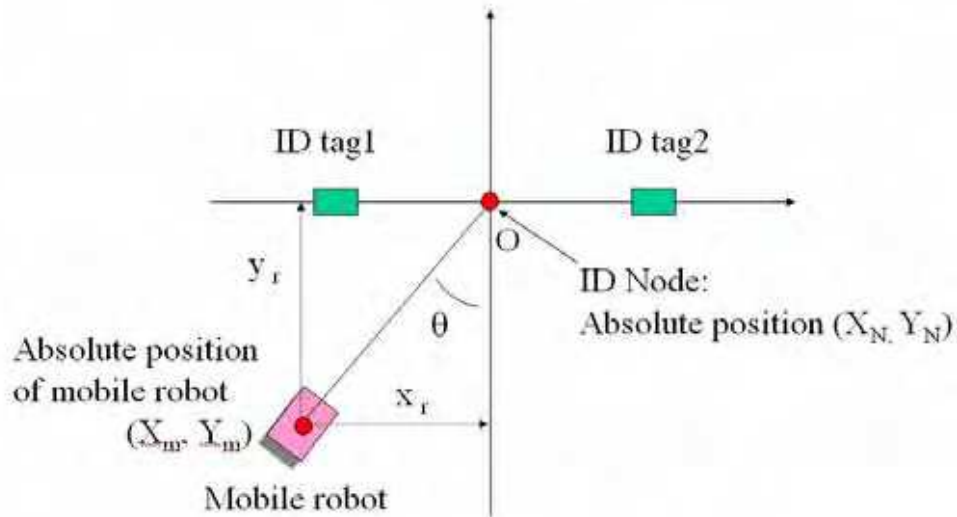 ID tag1
ID tag2
O
y r
θ
ID Node:
Absolute position (XN, YN)
Absolute position
of mobile robot
(Xm, Ym)
x r
Mobile robot